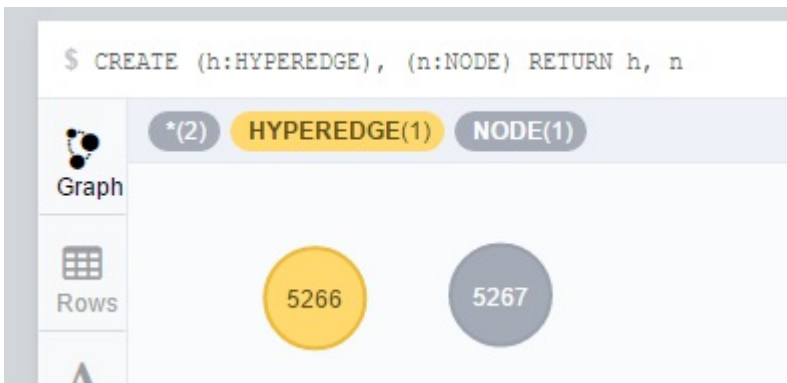 $ CREATE (h:HYPEREDGE), (n:NODE) RETURN h, n
*(2) HYPEREDGE(1) NODE(1)
Graph
Rows
5266 5267
A